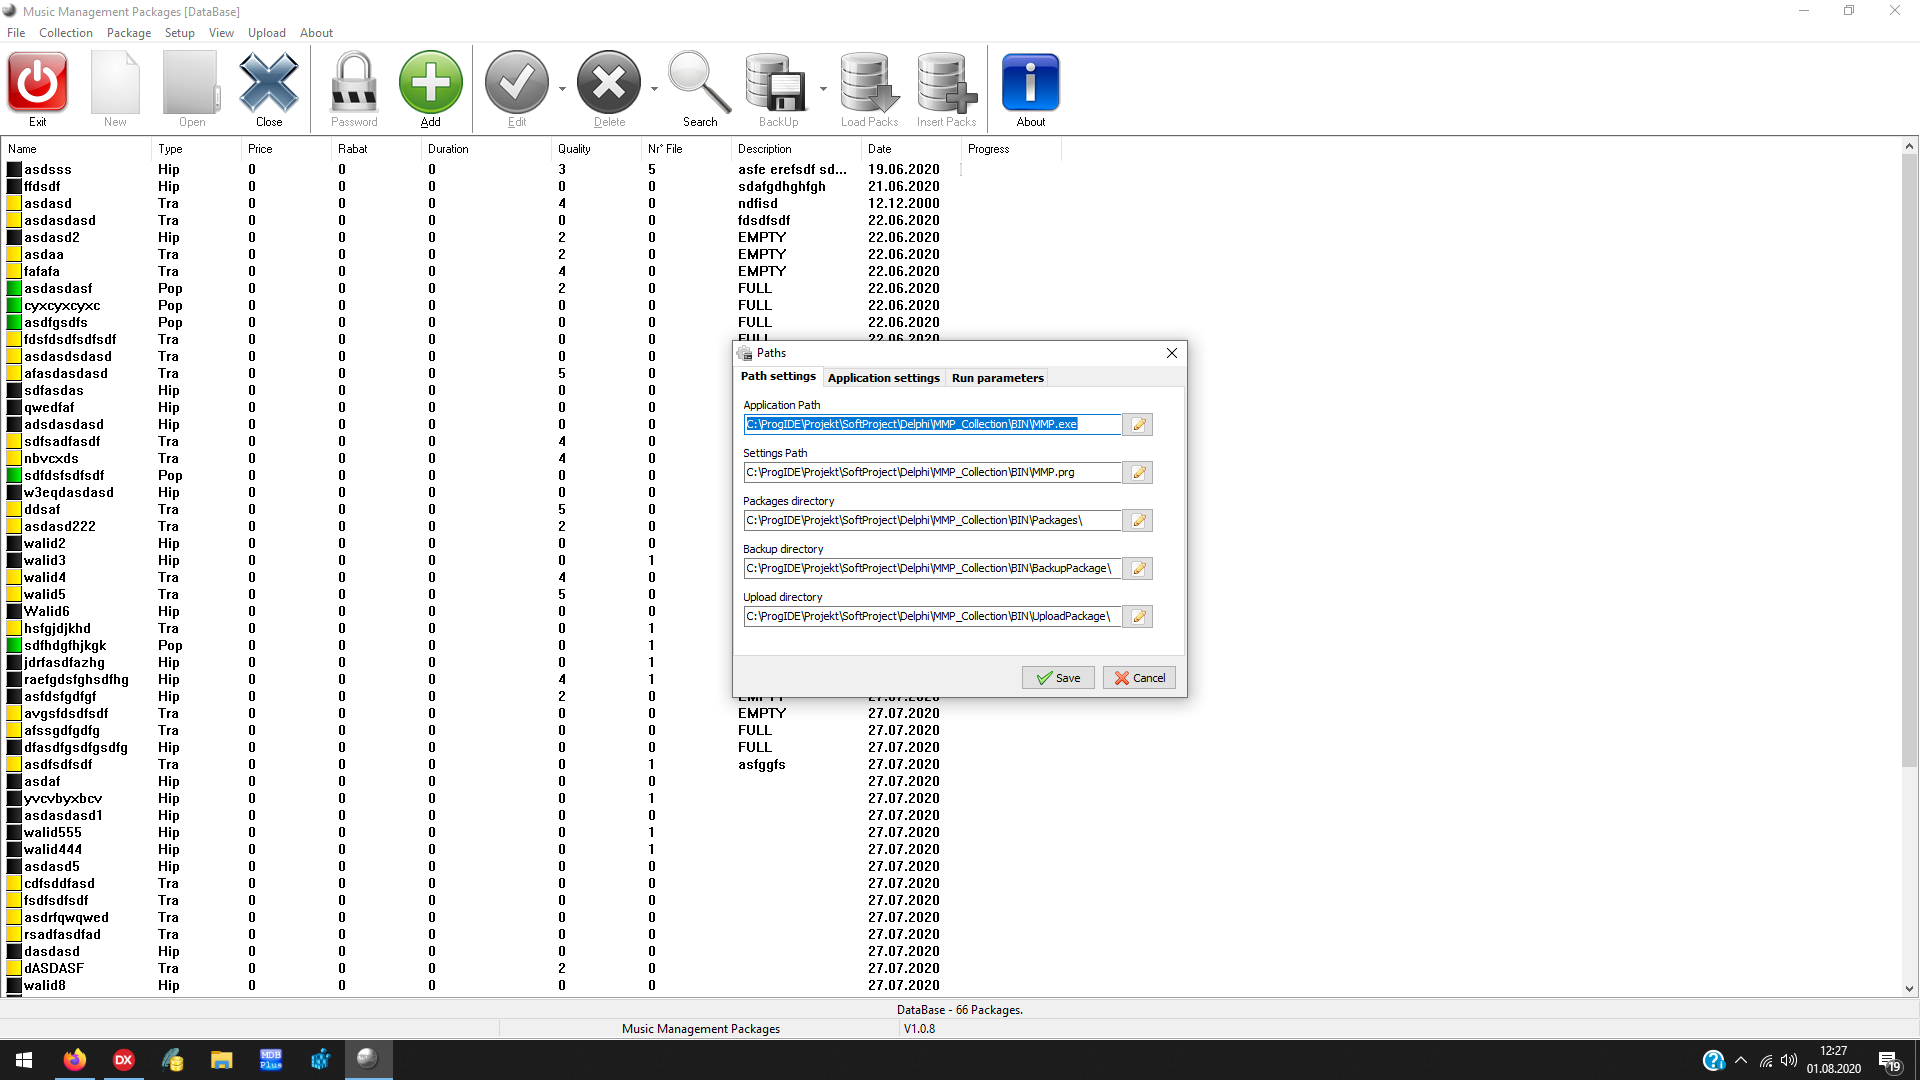 Music Management Packages [DataBase]
File Collection Package Setup View Upload About
Exit New Open Close Password Add Edit Delete Search BackUp Load Packs Insert Packs About
Name Type Price Rabat Duration Quality Nr° File Description Date Progress
asdsss Hip 0 0 0 3 5 asfe erefsdf sd... 19.06.2020
ffdsdf Hip 0 0 0 0 0 sdafgdhghfgh 21.06.2020
asdasd Tra 0 0 0 4 0 ndfisd 12.12.2000
asdasdasd Tra 0 0 0 0 0 fdsdfsdf 22.06.2020
asdasd2 Hip 0 0 0 2 0 EMPTY 22.06.2020
asdaa Tra 0 0 0 2 0 EMPTY 22.06.2020
fafafa Tra 0 0 0 4 0 EMPTY 22.06.2020
asdasdasf Pop 0 0 0 2 0 FULL 22.06.2020
cyxcyxcyxc Pop 0 0 0 0 0 FULL 22.06.2020
asdfgsdfs Pop 0 0 0 0 0 FULL 22.06.2020
fdsfdsdfsdfsdf Tra 0 0 0 0 0 FULL 22.06.2020
asdasdsdasd Tra 0 0 0 0 0
afasdasdasd Tra 0 0 0 5 0
sdfasdas Hip 0 0 0 0 0
qwedfaf Hip 0 0 0 0 0
adsdasdasd Hip 0 0 0 0 0
sdfsadfasdf Tra 0 0 0 4 0
nbvcxds Tra 0 0 0 4 0
sdfdsfsdfsdf Pop 0 0 0 0 0
w3eqdasdasd Hip 0 0 0 0 0
ddsaf Tra 0 0 0 5 0
asdasd222 Tra 0 0 0 2 0
walid2 Hip 0 0 0 0 0
walid3 Hip 0 0 0 0 1
walid4 Tra 0 0 0 4 0
walid5 Tra 0 0 0 5 0
Walid6 Hip 0 0 0 0 0
hsfgjdjkhd Tra 0 0 0 0 1
sdfhdgfhjkgk Pop 0 0 0 0 1
jdrfasdfazhg Hip 0 0 0 0 1
raefgdsfghsdfhg Hip 0 0 0 4 1
asfdsfgdfgf Hip 0 0 0 2 0 EMPTY 27.07.2020
avgsfdsdfsdf Tra 0 0 0 0 0 EMPTY 27.07.2020
afssgdfgdfg Tra 0 0 0 0 0 FULL 27.07.2020
dfasdfgsdfgsdfg Hip 0 0 0 0 0 FULL 27.07.2020
asdfsdfsdf Tra 0 0 0 0 1 asfggfs 27.07.2020
asdaf Hip 0 0 0 0 0 27.07.2020
yvcvbyxbcv Hip 0 0 0 0 1 27.07.2020
asdasdasd1 Hip 0 0 0 0 0 27.07.2020
walid555 Hip 0 0 0 0 1 27.07.2020
walid444 Hip 0 0 0 0 1 27.07.2020
asdasd5 Hip 0 0 0 0 0 27.07.2020
cdfsddfasd Tra 0 0 0 0 0 27.07.2020
fsdfsdfsdf Tra 0 0 0 0 0 27.07.2020
asdrfqwqwed Tra 0 0 0 0 0 27.07.2020
rsadfasdfad Tra 0 0 0 0 0 27.07.2020
dasdasd Hip 0 0 0 0 0 27.07.2020
dASDASF Tra 0 0 0 2 0 27.07.2020
walid8 Hip 0 0 0 0 0 27.07.2020
Paths
Path settings Application settings Run parameters
Application Path
C:\ProgIDE\Projekt\SoftProject\Delphi\MMP_Collection\BIN\MMP.exe
Settings Path
C:\ProgIDE\Projekt\SoftProject\Delphi\MMP_Collection\BIN\MMP.prg
Packages directory
C:\ProgIDE\Projekt\SoftProject\Delphi\MMP_Collection\BIN\Packages\
Backup directory
C:\ProgIDE\Projekt\SoftProject\Delphi\MMP_Collection\BIN\BackupPackage\
Upload directory
C:\ProgIDE\Projekt\SoftProject\Delphi\MMP_Collection\BIN\UploadPackage\
Save Cancel
DataBase - 66 Packages.
Music Management Packages V1.0.8
DX
MDB
Plus
12:27
01.08.2020
19